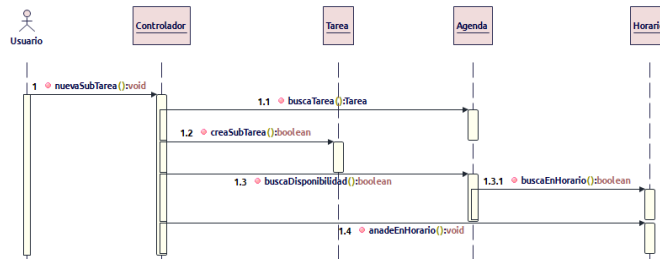 Usuario
Controlador
Tarea
Agenda
Horario
1 nuevaSubTarea():void
1.1 buscaTarea():Tarea
1.2 creaSubTarea():boolean
1.3 buscaDisponibilidad():boolean
1.3.1 buscaEnHorario():boolean
1.4 anadeEnHorario():void